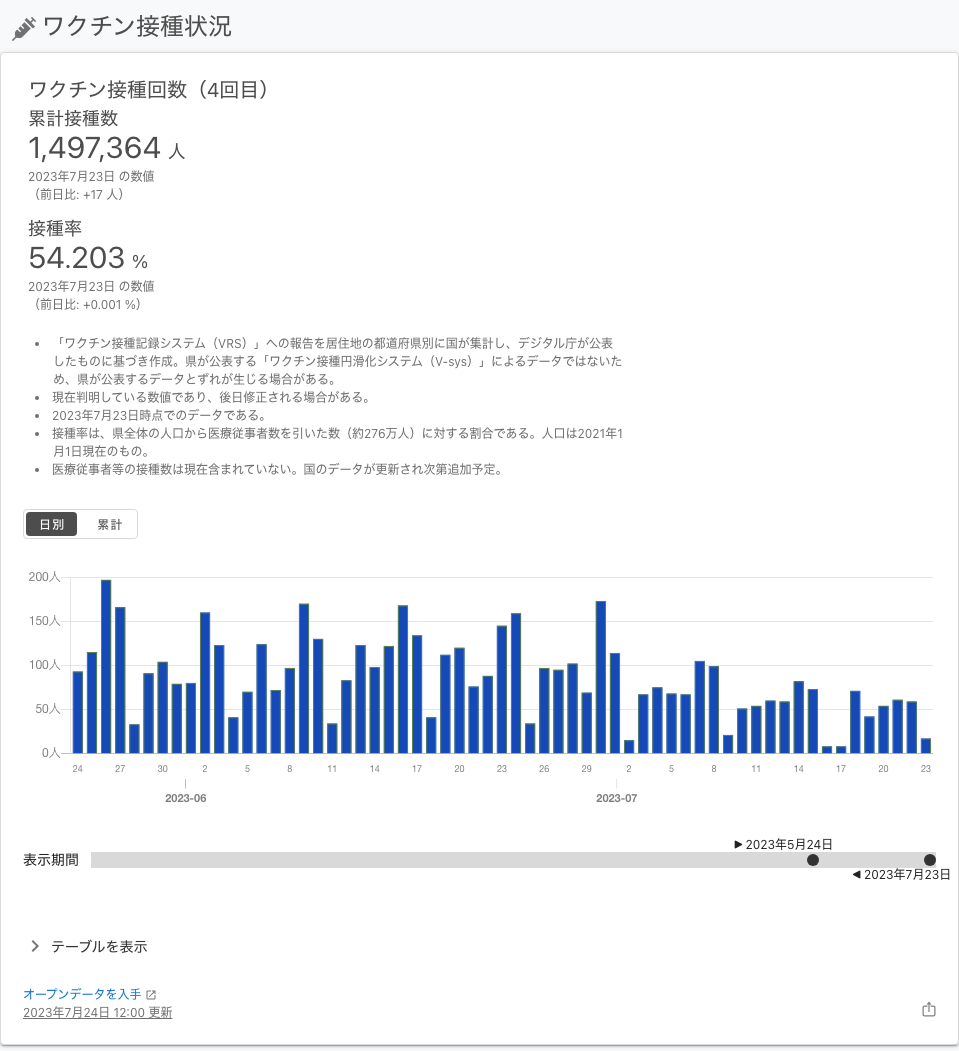 ワクチン接種状況
ワクチン接種回数（4回目）
累計接種数
1,497,364 人
2023年7月23日 の数値
（前日比: +17 人）
接種率
54.203 %
2023年7月23日 の数値
（前日比: +0.001 %）
• 「ワクチン接種記録システム（VRS）」への報告を居住地の都道府県別に国が集計し、デジタル庁が公表
したものに基づき作成。県が公表する「ワクチン接種円滑化システム（V-sys）」によるデータではないた
め、県が公表するデータとずれが生じる場合がある。
• 現在判明している数値であり、後日修正される場合がある。
• 2023年7月23日時点でのデータである。
• 接種率は、県全体の人口から医療従事者数を引いた数（約276万人）に対する割合である。人口は2021年1
月1日現在のもの。
• 医療従事者等の接種数は現在含まれていない。国のデータが更新され次第追加予定。
日別 累計
200人
150人
100人
50人
0人
24 27 30 2 5 8 11 14 17 20 23 26 29 2 5 8 11 14 17 20 23
2023-06 2023-07
▶ 2023年5月24日
表示期間
◀ 2023年7月23日
テーブルを表示
オープンデータを入手
2023年7月24日 12:00 更新